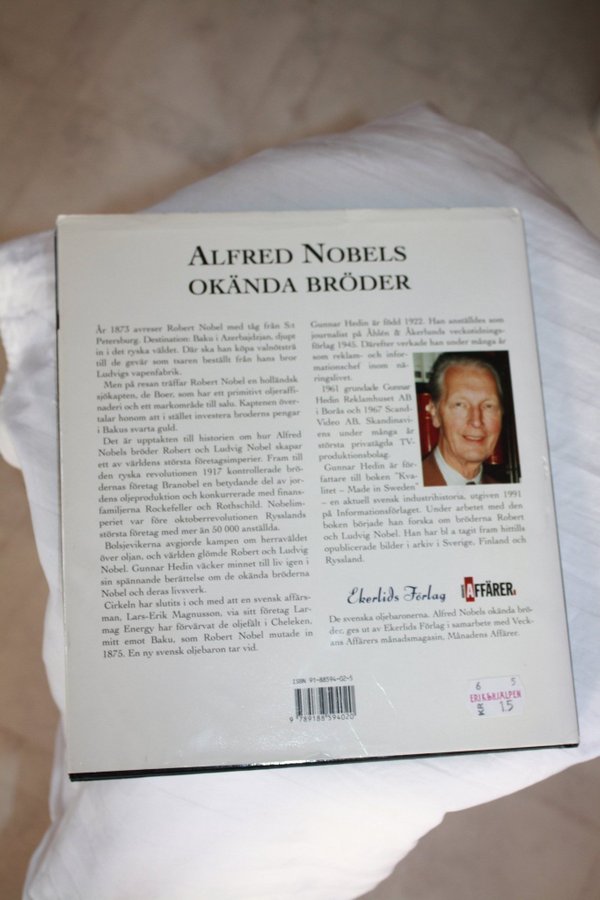 ALFRED NOBELS
OKÄNDA BRÖDER
År 1873 avreser Robert Nobel med tåg från S:t
Petersburg. Destination: Baku i Azerbajdzjan, djupt
in i det ryska väldet. Där ska han köpa valnötsträ
till de gevär som tsaren beställt från hans bror
Ludvigs vapenfabrik.
Men på resan träffar Robert Nobel en holländsk
sjökapten, de Boer, som har ett primitivt oljeraffi-
naderi och ett markområde till salu. Kaptenen över-
talar honom att i stället investera broderns pengar
i Bakus svarta guld.
Det är upptakten till historien om hur Alfred
Nobels bröder Robert och Ludvig Nobel skapar
ett av världens största företagsimperier. Fram till
den ryska revolutionen 1917 kontrollerade brö-
dernas företag Branobel en betydande del av jor-
dens oljeproduktion och konkurrerade med finans-
familjerna Rockefeller och Rothschild. Nobelim-
periet var före oktoberrevolutionen Rysslands
största företag med mer än 50 000 anställda.
Bolsjevikerna avgjorde kampen om herraväldet
över oljan, och världen glömde Robert och Ludvig
Nobel. Gunnar Hedin väcker minnet till liv igen i
sin spännande berättelse om de okända bröderna
Nobel och deras livsverk.
Cirkeln har slutits i och med att en svensk affärs-
man, Lars-Erik Magnusson, via sitt företag Lar-
mag Energy har förvärvat de oljefält i Cheleken,
mitt emot Baku, som Robert Nobel mutade in
1875. En ny svensk oljebaron tar vid.
Gunnar Hedin är född 1922. Han anställdes som
journalist på Åhlén & Åkerlunds veckotidnings-
förlag 1945. Därefter verkade han under många år
som reklam- och infor-
mationschef inom nä-
ringslivet.
1961 grundade Gunnar
Hedin Reklamhuset AB
i Borås och 1967 Scand-
Video AB, Skandinavi-
ens under många år
största privatägda TV-
produktionsbolag.
Gunnar Hedin är för-
fattare till boken "Kva-
litet – Made in Sweden"
– en aktuell svensk industrihistoria, utgiven 1991
på Informationsförlaget. Under arbetet med den
boken började han forska om bröderna Robert
och Ludvig Nobel. Han har bl a tagit fram hittills
opublicerade bilder i arkiv i Sverige, Finland och
Ryssland.
Ekerlids Förlag
AFFÄRER
De svenska oljebaronerna. Alfred Nobels okända brö-
der, ges ut av Ekerlids Förlag i samarbete med Veck-
ans Affärers månadsmagasin, Månadens Affärer.
ISBN 91-88594-02-5
9 789188 594020
6 5
ERIKSHJÄLPEN
KR 15